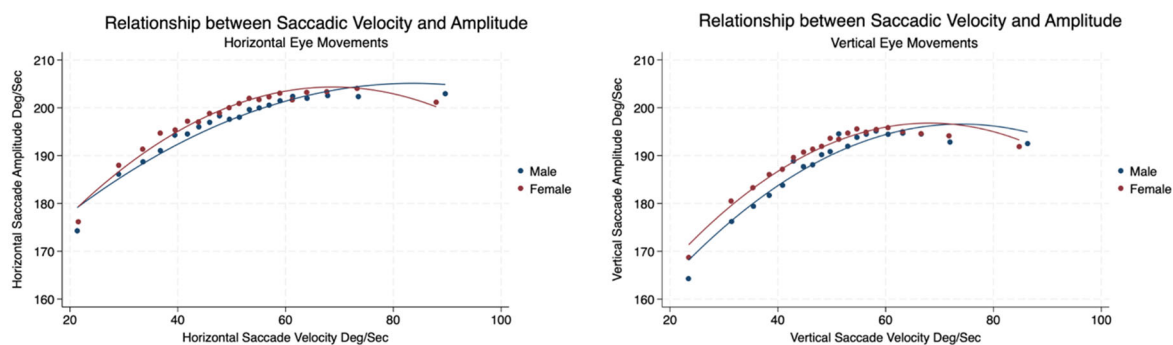 Relationship between Saccadic Velocity and Amplitude
Horizontal Eye Movements
Horizontal Saccade Amplitude Deg/Sec
210
200
190
180
170
160
20 40 60 80 100
Horizontal Saccade Velocity Deg/Sec
Male
Female
Relationship between Saccadic Velocity and Amplitude
Vertical Eye Movements
Vertical Saccade Amplitude Deg/Sec
210
200
190
180
170
160
20 40 60 80 100
Vertical Saccade Velocity Deg/Sec
Male
Female